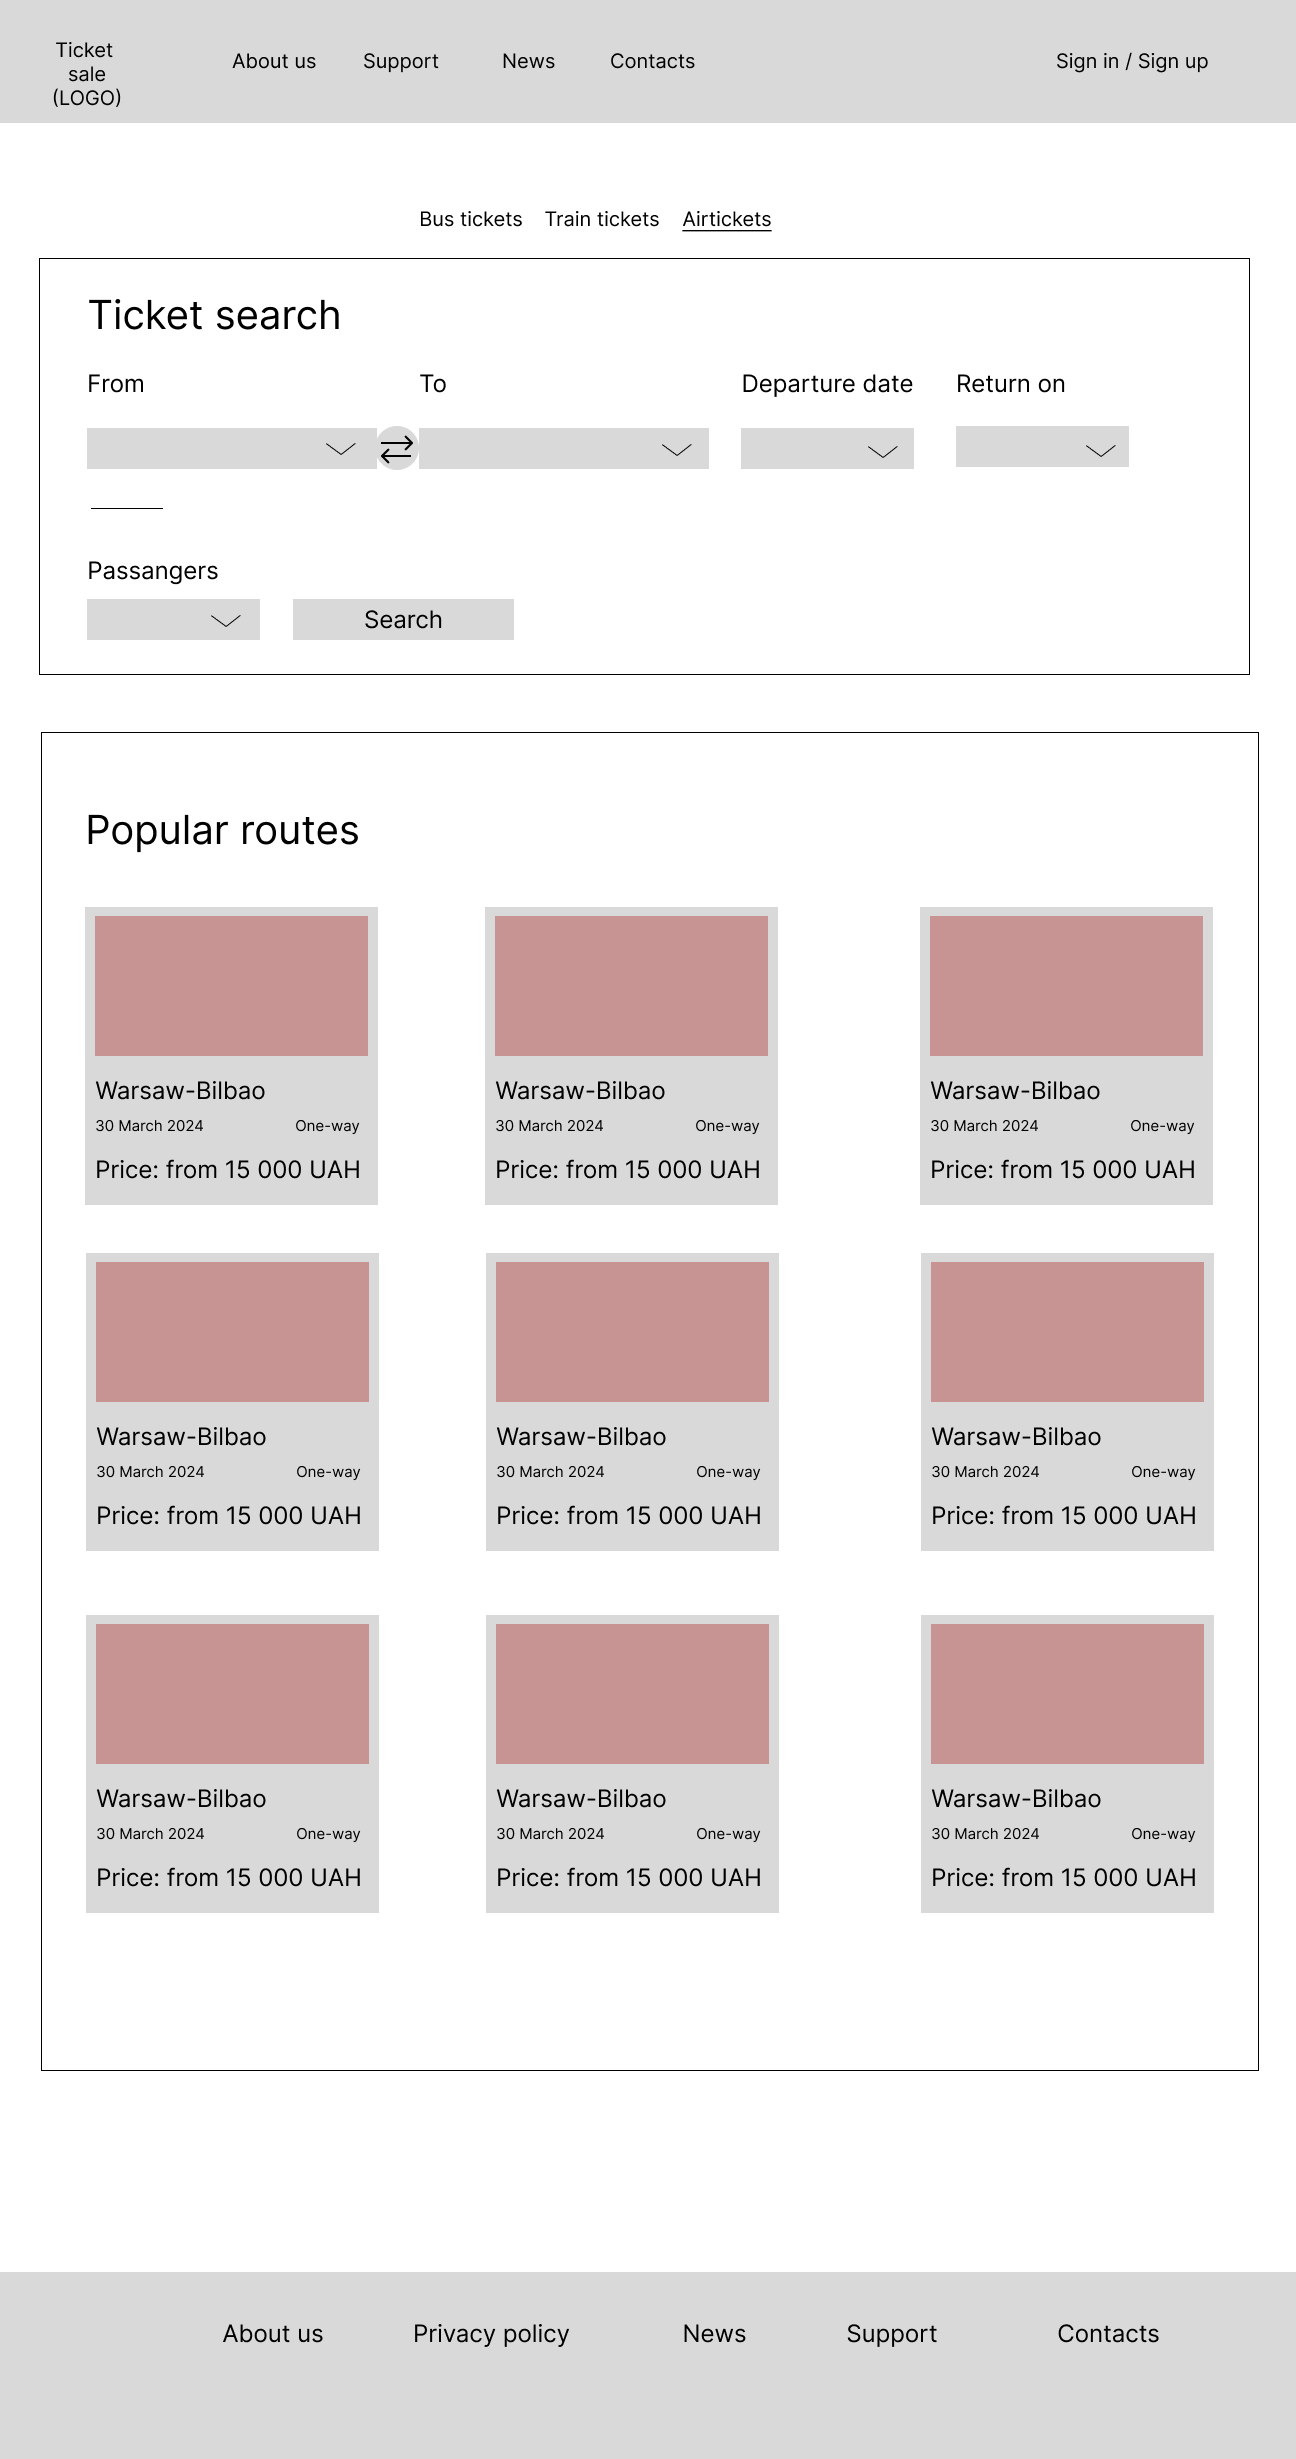 Ticket
sale
(LOGO)
About us
Support
News
Contacts
Sign in / Sign up
Bus tickets
Train tickets
Airtickets
Ticket search
From
To
Departure date
Return on
Passangers
Search
Popular routes
Warsaw-Bilbao
30 March 2024
One-way
Price: from 15 000 UAH
Warsaw-Bilbao
30 March 2024
One-way
Price: from 15 000 UAH
Warsaw-Bilbao
30 March 2024
One-way
Price: from 15 000 UAH
Warsaw-Bilbao
30 March 2024
One-way
Price: from 15 000 UAH
Warsaw-Bilbao
30 March 2024
One-way
Price: from 15 000 UAH
Warsaw-Bilbao
30 March 2024
One-way
Price: from 15 000 UAH
Warsaw-Bilbao
30 March 2024
One-way
Price: from 15 000 UAH
Warsaw-Bilbao
30 March 2024
One-way
Price: from 15 000 UAH
Warsaw-Bilbao
30 March 2024
One-way
Price: from 15 000 UAH
About us
Privacy policy
News
Support
Contacts